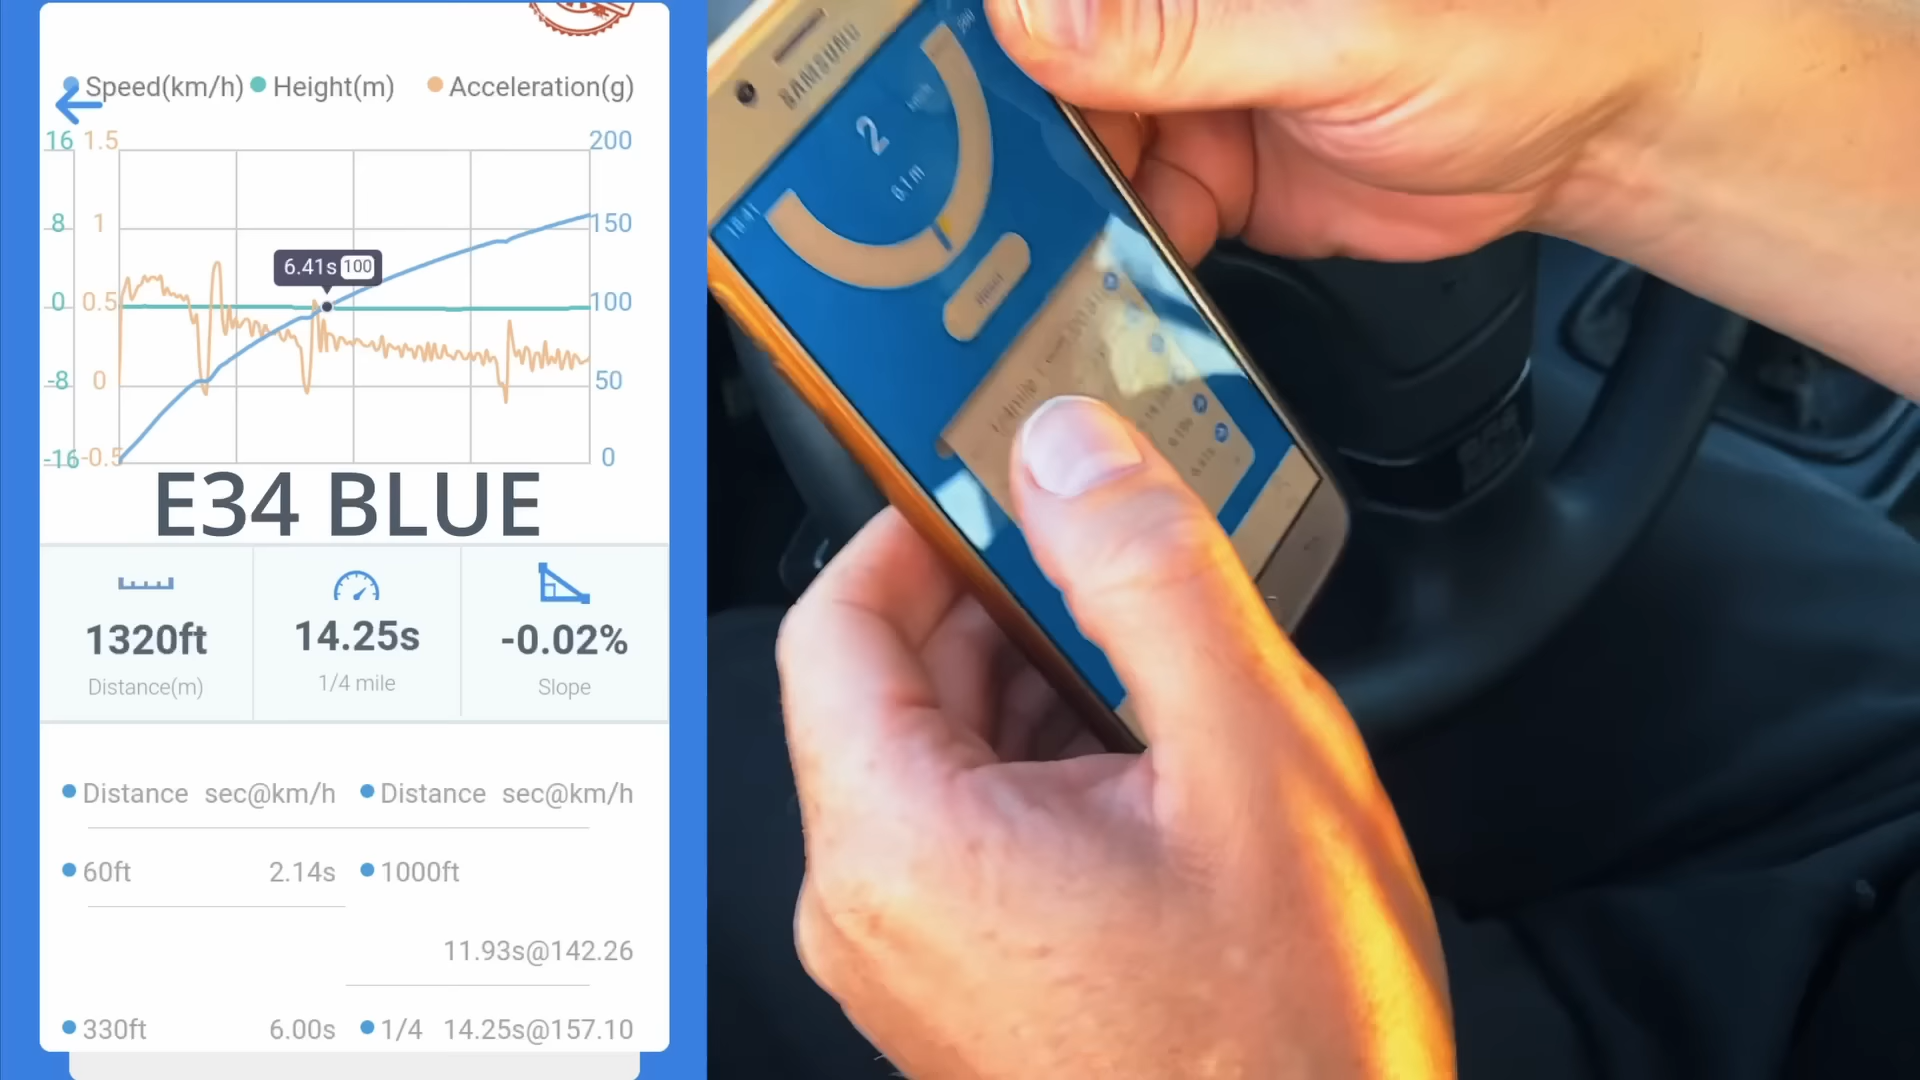 Speed(km/h) Height(m) Acceleration(g)
16 1.5 200
8 1 150
6.41s 100
0 0.5 100
-8 0 50
-16 -0.5 0
E34 BLUE
1320ft 14.25s -0.02%
Distance(m) 1/4 mile Slope
Distance sec@km/h Distance sec@km/h
60ft 2.14s 1000ft
11.93s@142.26
330ft 6.00s 1/4 14.25s@157.10
SAMSUNG
2
0.1m